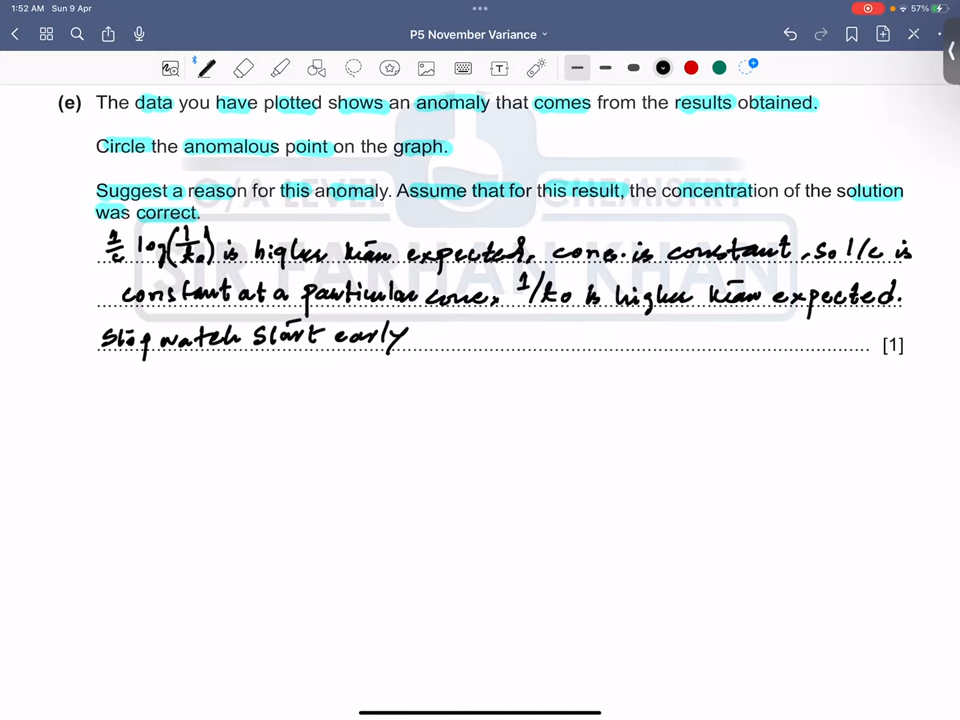 1:52 AM Sun 9 Apr
57%
P5 November Variance
(e) The data you have plotted shows an anomaly that comes from the results obtained.
Circle the anomalous point on the graph.
Suggest a reason for this anomaly. Assume that for this result, the concentration of the solution
was correct.
1/c log(1/t0) is higher than expected, conc. is constant, so 1/c is
constant at a particular conc, 1/t0 is higher than expected.
Stop watch start early
[1]
O/A LEVEL CHEMISTRY
SIR FARHAN KHAN